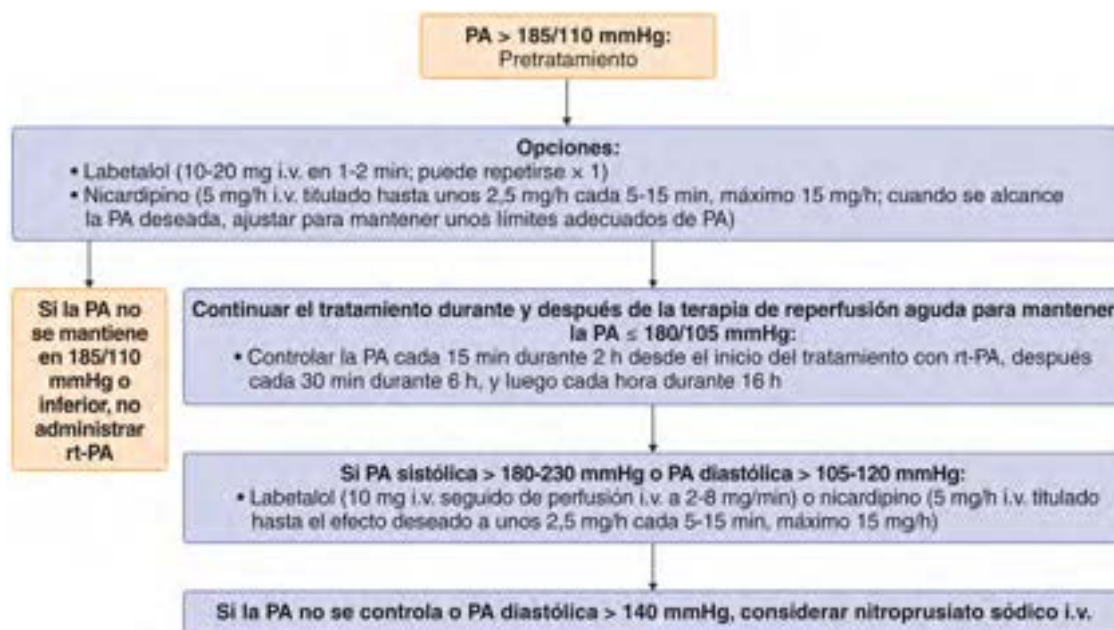 PA > 185/110 mmHg:
Pretratamiento
Opciones:
• Labetalol (10-20 mg i.v. en 1-2 min; puede repetirse × 1)
• Nicardipino (5 mg/h i.v. titulado hasta unos 2,5 mg/h cada 5-15 min, máximo 15 mg/h; cuando se alcance
la PA deseada, ajustar para mantener unos límites adecuados de PA)
Si la PA no
se mantiene
en 185/110
mmHg o
inferior, no
administrar
rt-PA
Continuar el tratamiento durante y después de la terapia de reperfusión aguda para mantener
la PA ≤ 180/105 mmHg:
• Controlar la PA cada 15 min durante 2 h desde el inicio del tratamiento con rt-PA, después
cada 30 min durante 6 h, y luego cada hora durante 16 h
Si PA sistólica > 180-230 mmHg o PA diastólica > 105-120 mmHg:
• Labetalol (10 mg i.v. seguido de perfusión i.v. a 2-8 mg/min) o nicardipino (5 mg/h i.v. titulado
hasta el efecto deseado a unos 2,5 mg/h cada 5-15 min, máximo 15 mg/h)
Si la PA no se controla o PA diastólica > 140 mmHg, considerar nitroprusiato sódico i.v.